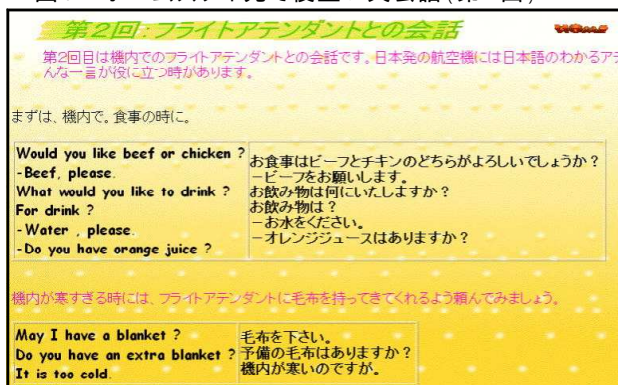 第2回:フライトアテンダントとの会話
Home
第2回目は機内でのフライトアテンダントとの会話です。日本発の航空機には日本語のわかるアテ
んな一言が役に立つ時があります。
まずは、機内で。食事の時に。
Would you like beef or chicken ?
-Beef, please.
What would you like to drink ?
For drink ?
-Water , please.
-Do you have orange juice ?
お食事はビーフとチキンのどちらがよろしいでしょうか?
-ビーフをお願いします。
お飲み物は何にいたしますか?
お飲み物は?
-お水をください。
-オレンジジュースはありますか?
機内が寒すぎる時には、フライトアテンダントに毛布を持ってきてくれるよう頼んでみましょう。
May I have a blanket ?
Do you have an extra blanket ?
It is too cold.
毛布を下さい。
予備の毛布はありますか?
機内が寒いのですが。